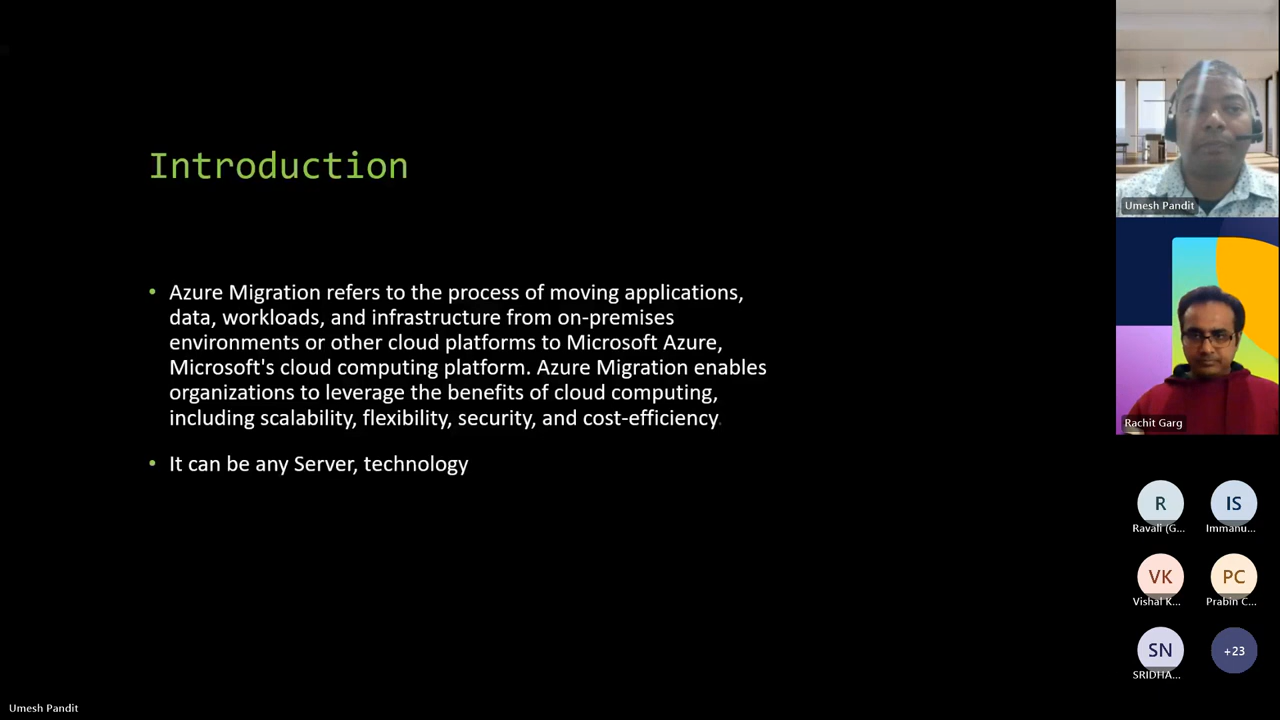 Introduction
• Azure Migration refers to the process of moving applications,
data, workloads, and infrastructure from on-premises
environments or other cloud platforms to Microsoft Azure,
Microsoft's cloud computing platform. Azure Migration enables
organizations to leverage the benefits of cloud computing,
including scalability, flexibility, security, and cost-efficiency.
• It can be any Server, technology
Umesh Pandit
Rachit Garg
R
IS
Ravali (G...
Immanu...
VK
PC
Vishal K...
Prabin C...
SN
+23
SRIDHA...
Umesh Pandit